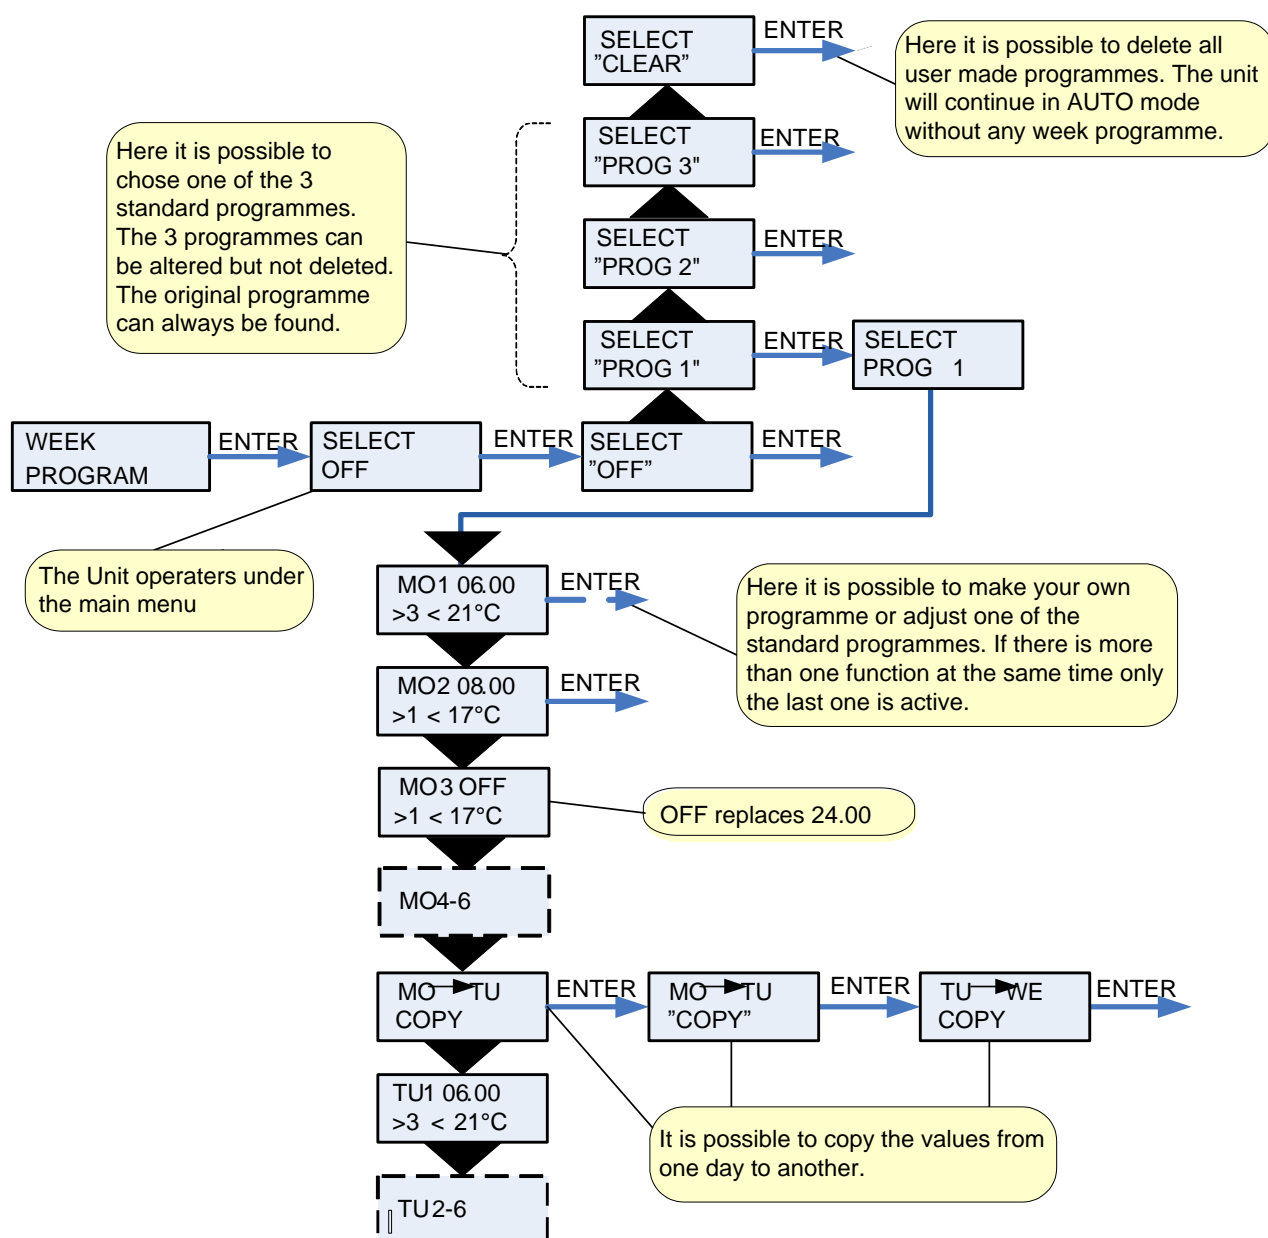 SELECT
"CLEAR"
ENTER
Here it is possible to delete all
user made programmes. The unit
will continue in AUTO mode
without any week programme.
Here it is possible to
chose one of the 3
standard programmes.
The 3 programmes can
be altered but not deleted.
The original programme
can always be found.
SELECT
"PROG 3"
ENTER
SELECT
"PROG 2"
ENTER
SELECT
"PROG 1"
ENTER
SELECT
PROG 1
WEEK
PROGRAM
ENTER
SELECT
OFF
ENTER
SELECT
"OFF"
ENTER
The Unit operaters under
the main menu
MO1 06.00
>3 < 21°C
ENTER
Here it is possible to make your own
programme or adjust one of the
standard programmes. If there is more
than one function at the same time only
the last one is active.
MO2 08.00
>1 < 17°C
ENTER
MO3 OFF
>1 < 17°C
OFF replaces 24.00
MO4-6
MO TU
COPY
ENTER
MO TU
"COPY"
ENTER
TU WE
COPY
ENTER
TU1 06.00
>3 < 21°C
It is possible to copy the values from
one day to another.
TU2-6